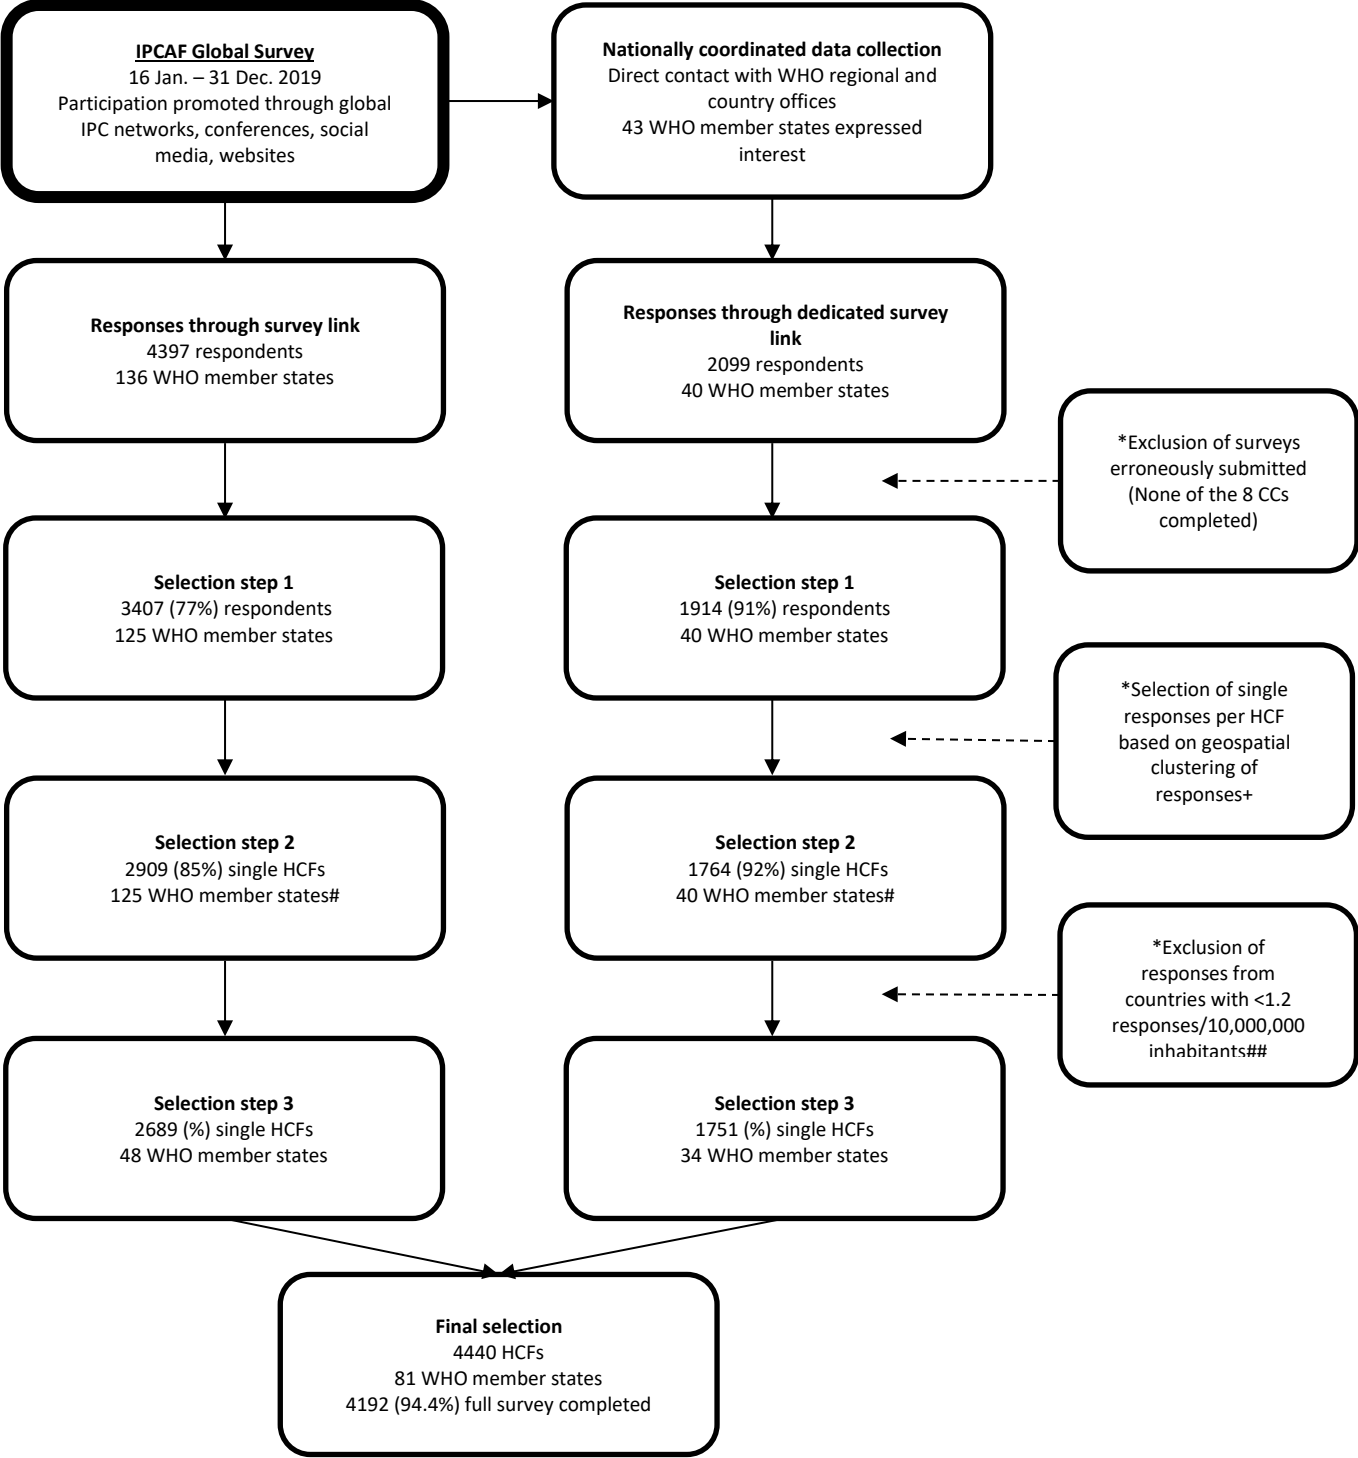 IPCAF Global Survey
16 Jan. – 31 Dec. 2019
Participation promoted through global
IPC networks, conferences, social
media, websites
Nationally coordinated data collection
Direct contact with WHO regional and
country offices
43 WHO member states expressed
interest
Responses through survey link
4397 respondents
136 WHO member states
Responses through dedicated survey
link
2099 respondents
40 WHO member states
*Exclusion of surveys
erroneously submitted
(None of the 8 CCs
completed)
Selection step 1
3407 (77%) respondents
125 WHO member states
Selection step 1
1914 (91%) respondents
40 WHO member states
*Selection of single
responses per HCF
based on geospatial
clustering of
responses+
Selection step 2
2909 (85%) single HCFs
125 WHO member states#
Selection step 2
1764 (92%) single HCFs
40 WHO member states#
*Exclusion of
responses from
countries with <1.2
responses/10,000,000
inhabitants##
Selection step 3
2689 (%) single HCFs
48 WHO member states
Selection step 3
1751 (%) single HCFs
34 WHO member states
Final selection
4440 HCFs
81 WHO member states
4192 (94.4%) full survey completed